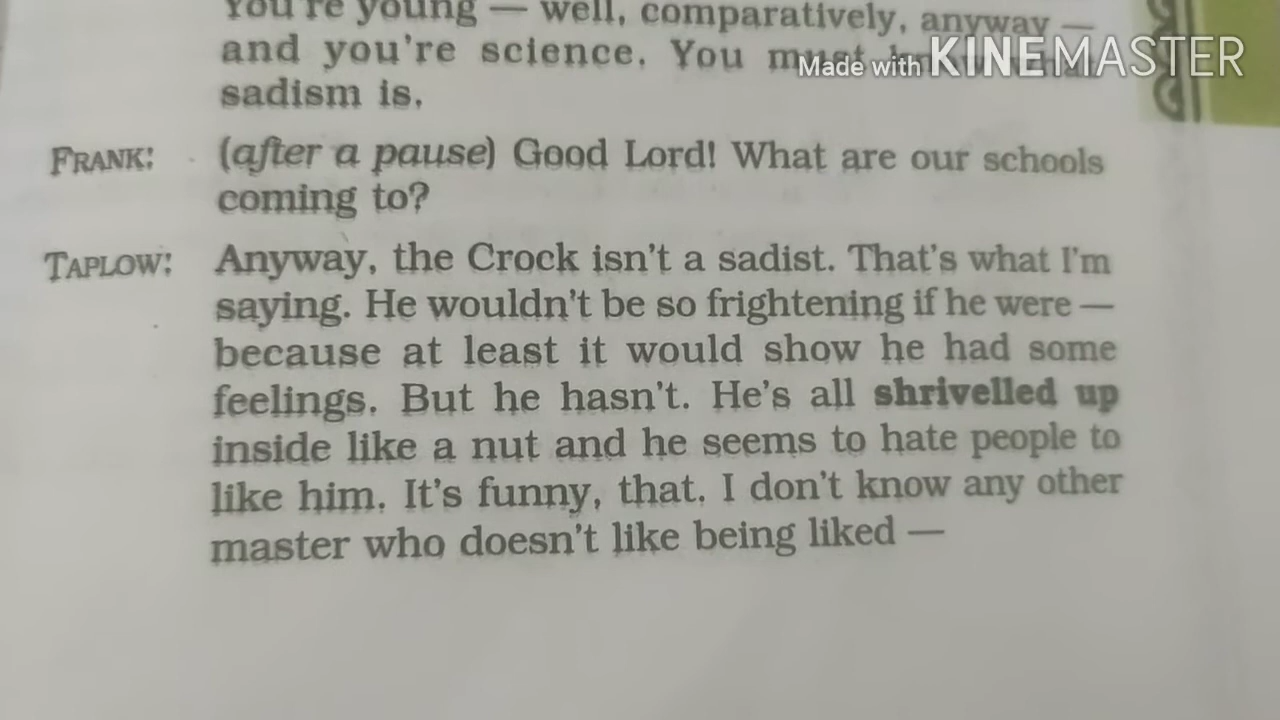 You're young — well, comparatively, anyway —
and you're science. You must
Made with KINEMASTER
sadism is.
FRANK: (after a pause) Good Lord! What are our schools
coming to?
TAPLOW: Anyway, the Crock isn't a sadist. That's what I'm
saying. He wouldn't be so frightening if he were —
because at least it would show he had some
feelings. But he hasn't. He's all shrivelled up
inside like a nut and he seems to hate people to
like him. It's funny, that. I don't know any other
master who doesn't like being liked —